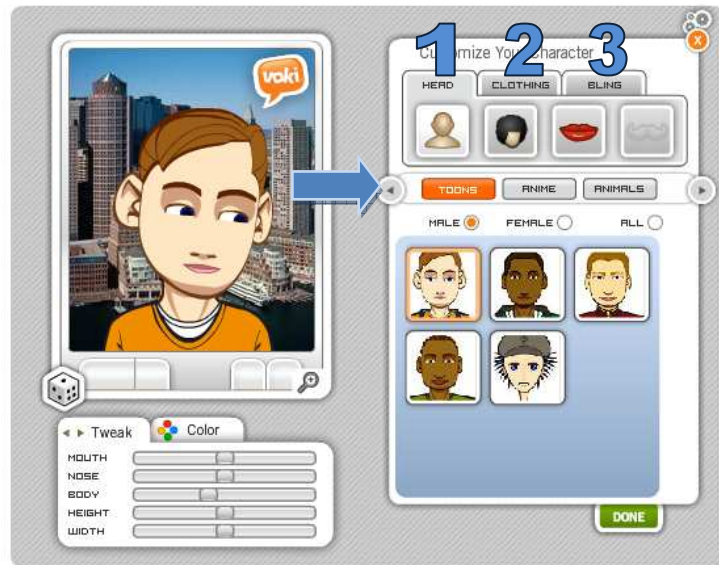 voki
1 2 3
Customize Your Character
HEAD CLOTHING BLING
TOONS ANIME ANIMALS
MALE FEMALE ALL
Tweak Color
MOUTH
NOSE
BODY
HEIGHT
WIDTH
DONE
X